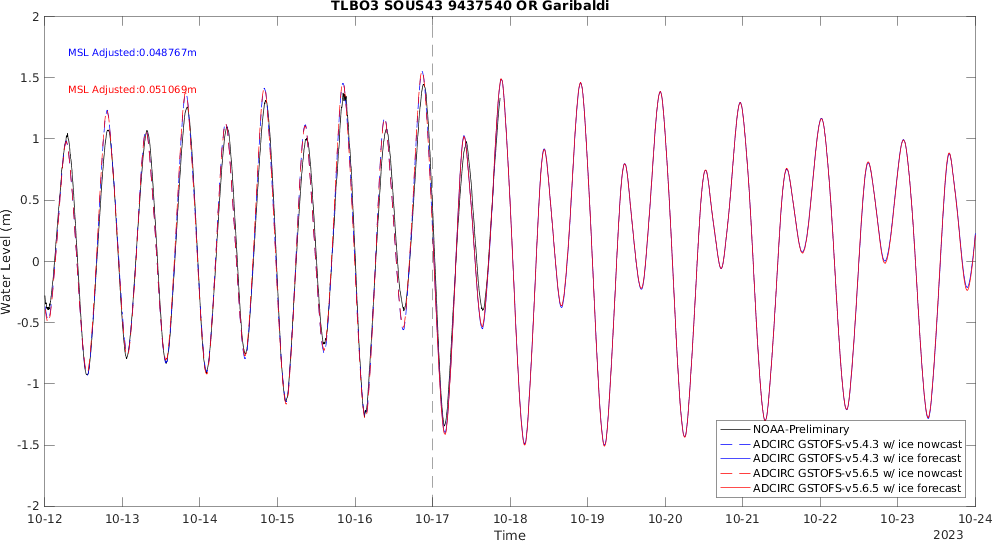 TLBO3 SOUS43 9437540 OR Garibaldi
MSL Adjusted:0.048767m
MSL Adjusted:0.051069m
Water Level (m)
2
1.5
1
0.5
0
-0.5
-1
-1.5
-2
NOAA-Preliminary
ADCIRC GSTOFS-v5.4.3 w/ ice nowcast
ADCIRC GSTOFS-v5.4.3 w/ ice forecast
ADCIRC GSTOFS-v5.6.5 w/ ice nowcast
ADCIRC GSTOFS-v5.6.5 w/ ice forecast
10-12 10-13 10-14 10-15 10-16 10-17 10-18 10-19 10-20 10-21 10-22 10-23 10-24
Time
2023